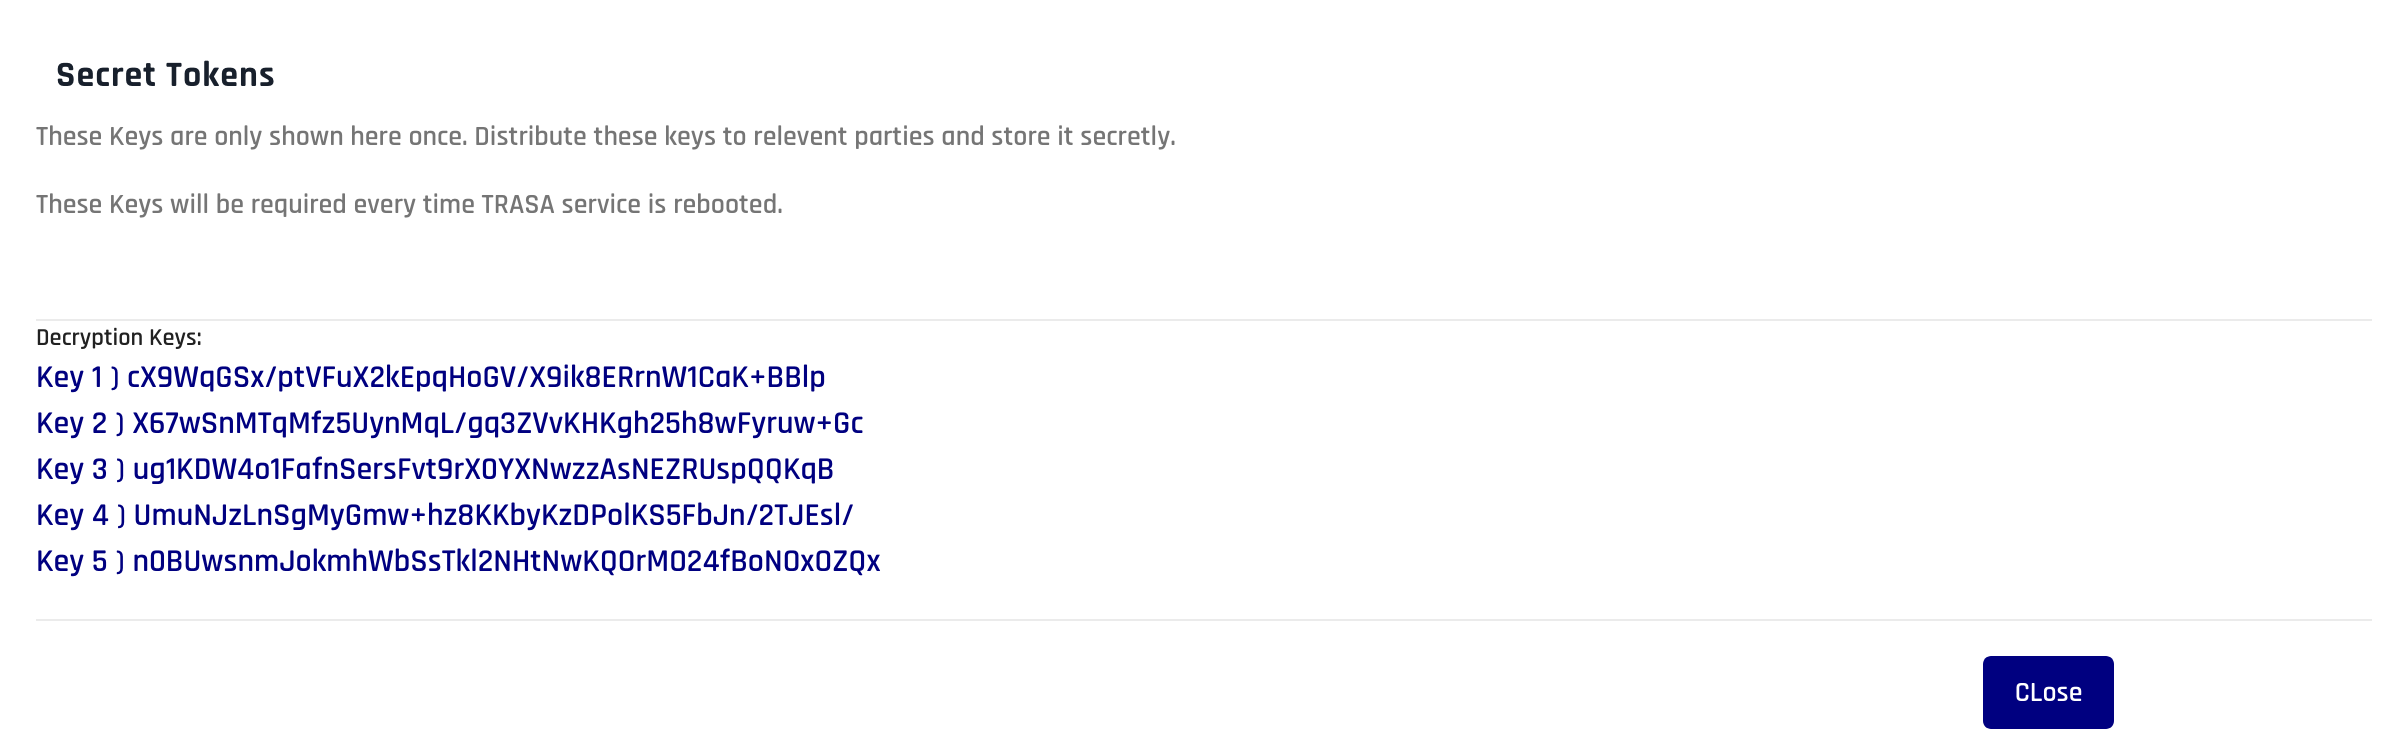 Secret Tokens
These Keys are only shown here once. Distribute these keys to relevent parties and store it secretly.
These Keys will be required every time TRASA service is rebooted.
Decryption Keys:
Key 1 ) cX9WqGSx/ptVFuX2kEpqHoGV/X9ik8ERrnW1CaK+BBlp
Key 2 ) X67wSnMTqMfz5UynMqL/gq3ZVvKHKgh25h8wFyruw+Gc
Key 3 ) ug1KDW4o1FafnSersFvt9rX0YXNwzzAsNEZRUspQQKqB
Key 4 ) UmuNJzLnSgMyGmw+hz8KKbyKzDPolKS5FbJn/2TJEsl/
Key 5 ) n0BUwsnmJokmhWbSsTkl2NHtNwKQ0rMO24fBoNOxOZQx
CLose